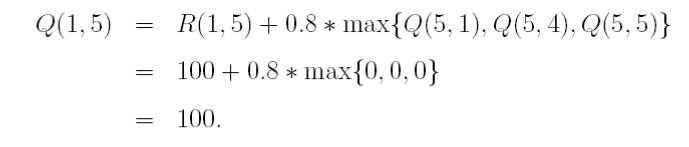 Q(1, 5) = R(1, 5) + 0.8 ∗ max{Q(5, 1), Q(5, 4), Q(5, 5)}
= 100 + 0.8 ∗ max{0, 0, 0}
= 100.